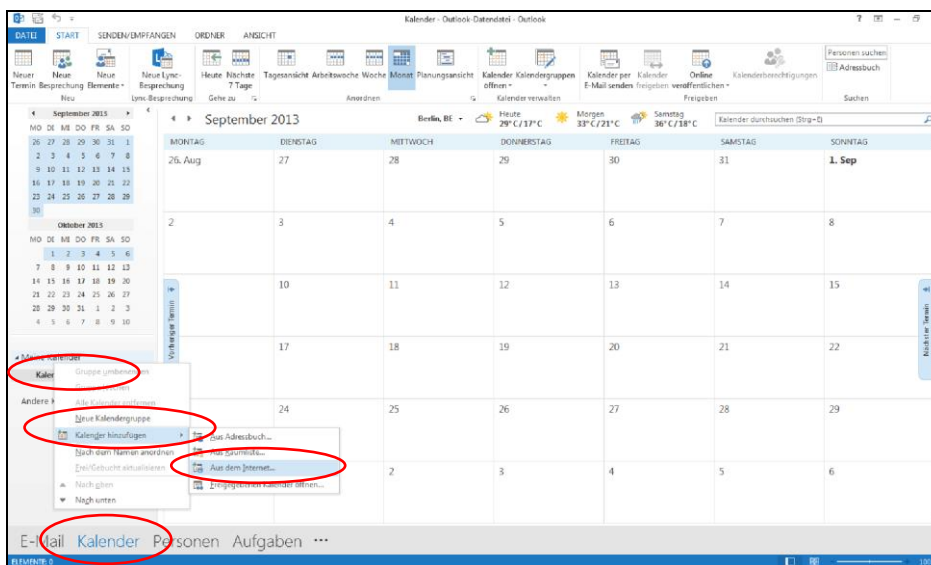 Kalender - Outlook-Datendatei - Outlook
DATEI START SENDEN/EMPFANGEN ORDNER ANSICHT
Neuer Termin
Neue Besprechung
Neue Elemente
Neu
Neue Lync-Besprechung
Lync-Besprechung
Heute
Nächste 7 Tage
Gehe zu
Tagesansicht Arbeitswoche Woche Monat Planungsansicht
Anordnen
Kalender öffnen
Kalendergruppen
Kalender verwalten
Kalender per E-Mail senden
Kalender freigeben
Online veröffentlichen
Kalenderberechtigungen
Freigeben
Personen suchen
Adressbuch
Suchen
September 2013
MO DI MI DO FR SA SO
26 27 28 29 30 31 1
2 3 4 5 6 7 8
9 10 11 12 13 14 15
16 17 18 19 20 21 22
23 24 25 26 27 28 29
30
Oktober 2013
MO DI MI DO FR SA SO
1 2 3 4 5 6
7 8 9 10 11 12 13
14 15 16 17 18 19 20
21 22 23 24 25 26 27
28 29 30 31 1 2 3
4 5 6 7 8 9 10
September 2013
Berlin, BE
Heute 29°C/17°C
Morgen 33°C/21°C
Samstag 36°C/18°C
Kalender durchsuchen (Strg+E)
MONTAG DIENSTAG MITTWOCH DONNERSTAG FREITAG SAMSTAG SONNTAG
26. Aug 27 28 29 30 31 1. Sep
2 3 4 5 6 7 8
10 11 12 13 14 15
17 18 19 20 21 22
24 25 26 27 28 29
2 3 4 5 6
Vorheriger Termin
Nächster Termin
Meine Kalender
Kalen
Andere K
Gruppe umbenennen
Alle Kalender entfernen
Neue Kalendergruppe
Kalender hinzufügen
Nach dem Namen anordnen
Frei/Gebucht aktualisieren
Nach oben
Nach unten
Aus Adressbuch...
Aus Raumliste...
Aus dem Internet...
Freigegebenen Kalender öffnen...
E-Mail Kalender Personen Aufgaben ...
ELEMENTE: 0